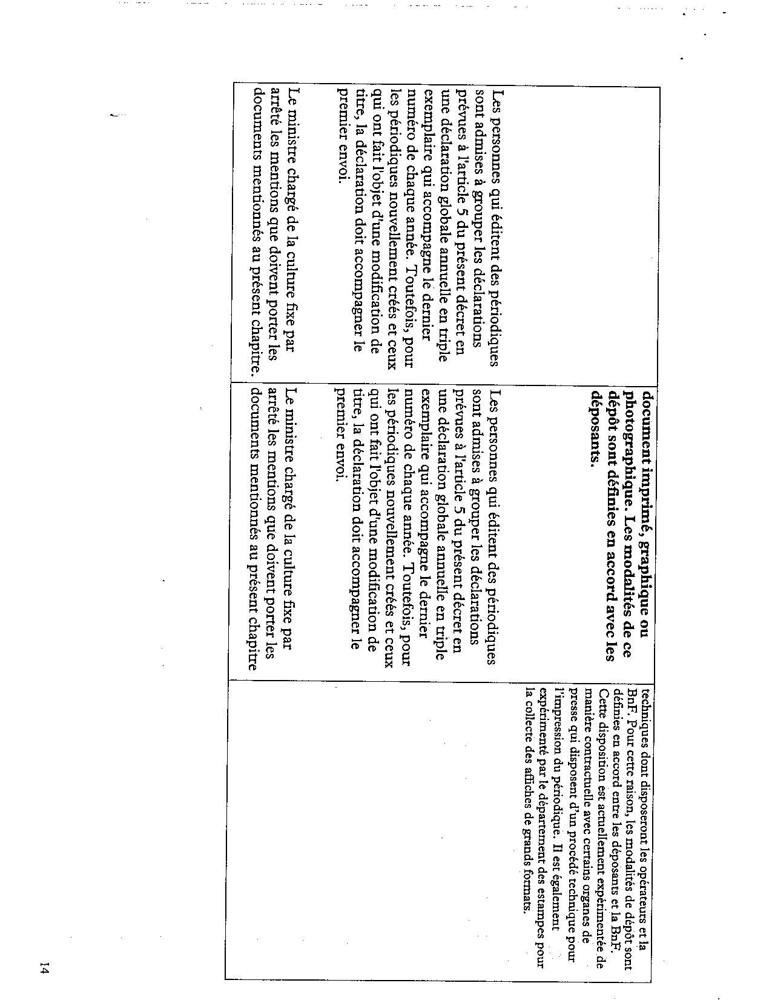 Les personnes qui éditent des périodiques
sont admises à grouper les déclarations
prévues à l'article 5 du présent décret en
une déclaration globale annuelle en triple
exemplaire qui accompagne le dernier
numéro de chaque année. Toutefois, pour
les périodiques nouvellement créés et ceux
qui ont fait l'objet d'une modification de
titre, la déclaration doit accompagner le
premier envoi.
Le ministre chargé de la culture fixe par
arrêté les mentions que doivent porter les
documents mentionnés au présent chapitre.
document imprimé, graphique ou
photographique. Les modalités de ce
dépôt sont définies en accord avec les
déposants.
Les personnes qui éditent des périodiques
sont admises à grouper les déclarations
prévues à l'article 5 du présent décret en
une déclaration globale annuelle en triple
exemplaire qui accompagne le dernier
numéro de chaque année. Toutefois, pour
les périodiques nouvellement créés et ceux
qui ont fait l'objet d'une modification de
titre, la déclaration doit accompagner le
premier envoi.
Le ministre chargé de la culture fixe par
arrêté les mentions que doivent porter les
documents mentionnés au présent chapitre
techniques dont disposeront les opérateurs et la
BnF. Pour cette raison, les modalités de dépôt sont
définies en accord entre les déposants et la BnF.
Cette disposition est actuellement expérimentée de
manière contractuelle avec certains organes de
presse qui disposent d'un procédé technique pour
l'impression du périodique. Il est également
expérimenté par le département des estampes pour
la collecte des affiches de grands formats.
14